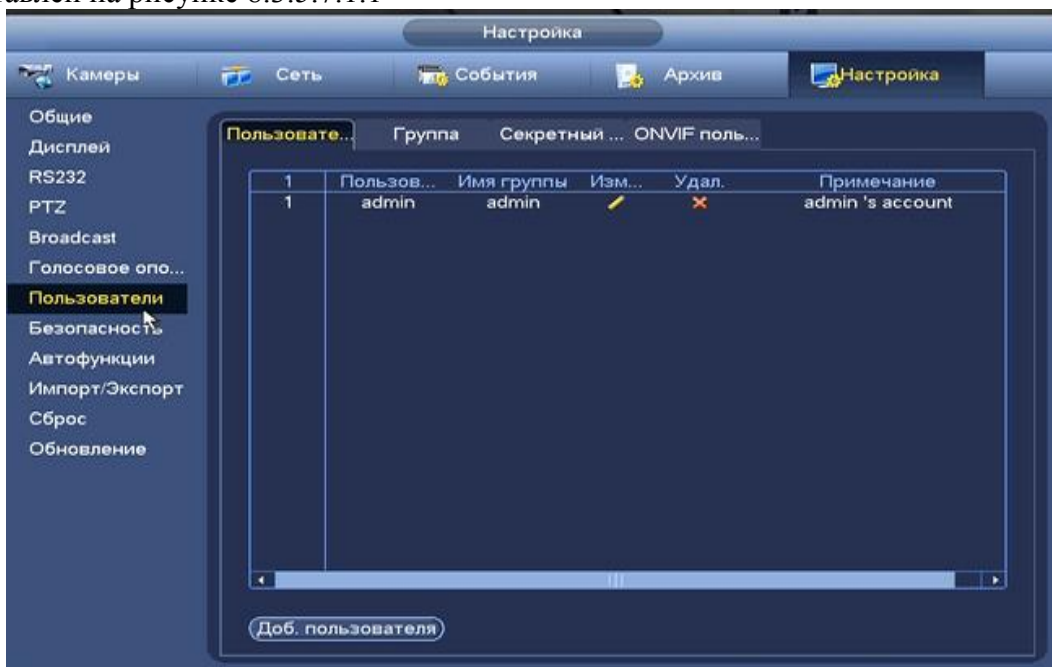 на рисунке
Настройка
Камеры Сеть События Архив Настройка
Общие
Дисплей
RS232
PTZ
Broadcast
Голосовое опо...
Пользователи
Безопасность
Автофункции
Импорт/Экспорт
Сброс
Обновление
Пользовате... Группа Секретный ... ONVIF поль...
1 Пользов... Имя группы Изм... Удал. Примечание
1 admin admin admin 's account
Доб. пользователя